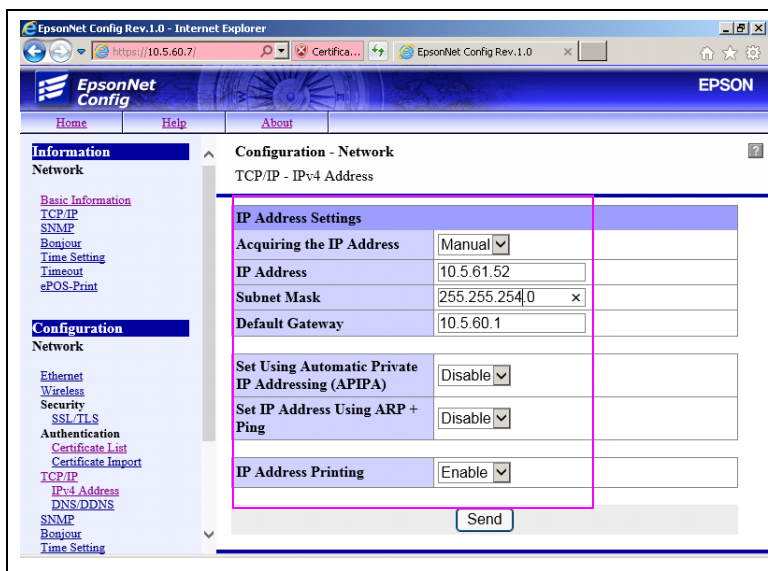 EpsonNet Config Rev.1.0 - Internet Explorer
https://10.5.60.7/
Certifica...
EpsonNet Config Rev.1.0
EpsonNet
Config
EPSON
Home
Help
About
Information
Network
Basic Information
TCP/IP
SNMP
Bonjour
Time Setting
Timeout
ePOS-Print
Configuration
Network
Ethernet
Wireless
Security
SSL/TLS
Authentication
Certificate List
Certificate Import
TCP/IP
IPv4 Address
DNS/DDNS
SNMP
Bonjour
Time Setting
Configuration - Network
?
TCP/IP - IPv4 Address
IP Address Settings
Acquiring the IP Address Manual
IP Address 10.5.61.52
Subnet Mask 255.255.254.0
Default Gateway 10.5.60.1
Set Using Automatic Private
IP Addressing (APIPA) Disable
Set IP Address Using ARP +
Ping Disable
IP Address Printing Enable
Send